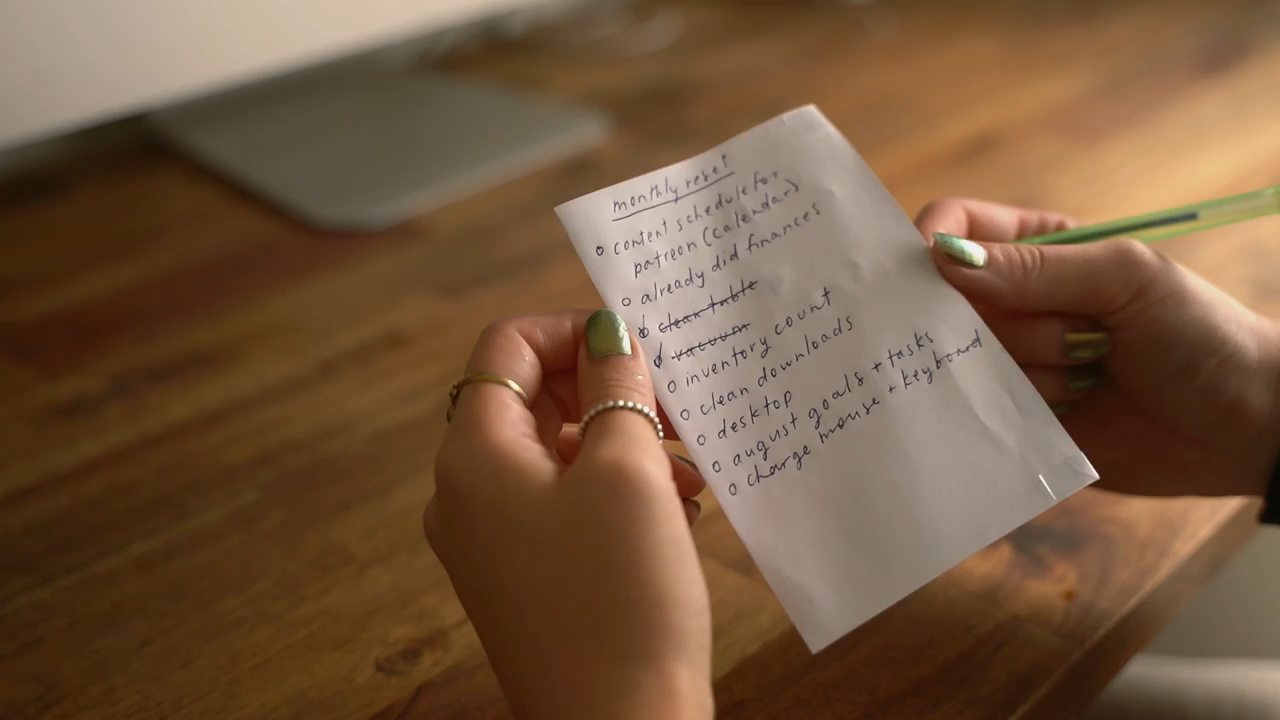 monthly reset
o content schedule for
patreon (calendar)
o already did finances
o clean table
o vacuum
o inventory count
o clean downloads
o desktop
o august goals + tasks
o charge mouse + keyboard